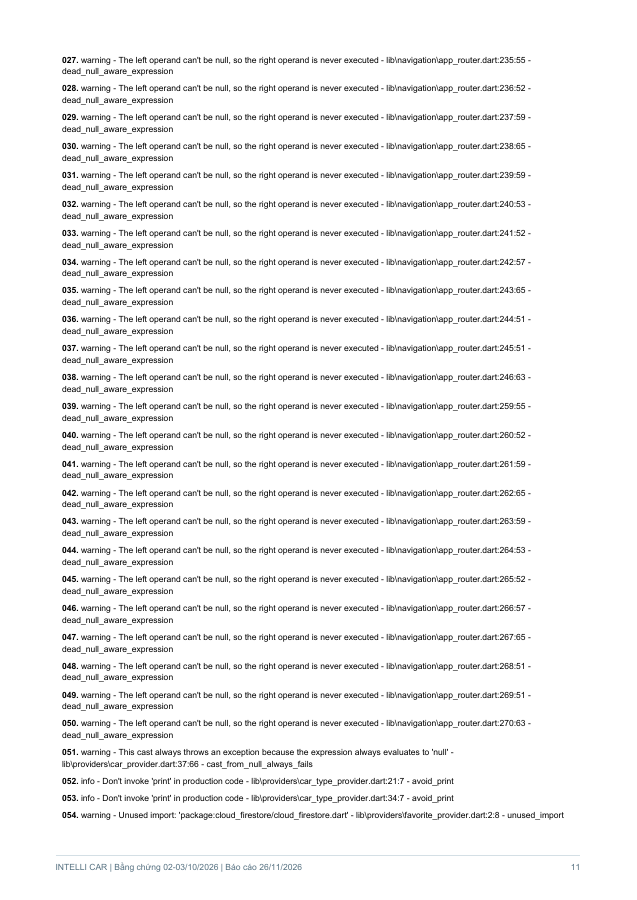 027. warning - The left operand can't be null, so the right operand is never executed - lib\navigation\app_router.dart:235:55 -
dead_null_aware_expression
028. warning - The left operand can't be null, so the right operand is never executed - lib\navigation\app_router.dart:236:52 -
dead_null_aware_expression
029. warning - The left operand can't be null, so the right operand is never executed - lib\navigation\app_router.dart:237:59 -
dead_null_aware_expression
030. warning - The left operand can't be null, so the right operand is never executed - lib\navigation\app_router.dart:238:65 -
dead_null_aware_expression
031. warning - The left operand can't be null, so the right operand is never executed - lib\navigation\app_router.dart:239:59 -
dead_null_aware_expression
032. warning - The left operand can't be null, so the right operand is never executed - lib\navigation\app_router.dart:240:53 -
dead_null_aware_expression
033. warning - The left operand can't be null, so the right operand is never executed - lib\navigation\app_router.dart:241:52 -
dead_null_aware_expression
034. warning - The left operand can't be null, so the right operand is never executed - lib\navigation\app_router.dart:242:57 -
dead_null_aware_expression
035. warning - The left operand can't be null, so the right operand is never executed - lib\navigation\app_router.dart:243:65 -
dead_null_aware_expression
036. warning - The left operand can't be null, so the right operand is never executed - lib\navigation\app_router.dart:244:51 -
dead_null_aware_expression
037. warning - The left operand can't be null, so the right operand is never executed - lib\navigation\app_router.dart:245:51 -
dead_null_aware_expression
038. warning - The left operand can't be null, so the right operand is never executed - lib\navigation\app_router.dart:246:63 -
dead_null_aware_expression
039. warning - The left operand can't be null, so the right operand is never executed - lib\navigation\app_router.dart:259:55 -
dead_null_aware_expression
040. warning - The left operand can't be null, so the right operand is never executed - lib\navigation\app_router.dart:260:52 -
dead_null_aware_expression
041. warning - The left operand can't be null, so the right operand is never executed - lib\navigation\app_router.dart:261:59 -
dead_null_aware_expression
042. warning - The left operand can't be null, so the right operand is never executed - lib\navigation\app_router.dart:262:65 -
dead_null_aware_expression
043. warning - The left operand can't be null, so the right operand is never executed - lib\navigation\app_router.dart:263:59 -
dead_null_aware_expression
044. warning - The left operand can't be null, so the right operand is never executed - lib\navigation\app_router.dart:264:53 -
dead_null_aware_expression
045. warning - The left operand can't be null, so the right operand is never executed - lib\navigation\app_router.dart:265:52 -
dead_null_aware_expression
046. warning - The left operand can't be null, so the right operand is never executed - lib\navigation\app_router.dart:266:57 -
dead_null_aware_expression
047. warning - The left operand can't be null, so the right operand is never executed - lib\navigation\app_router.dart:267:65 -
dead_null_aware_expression
048. warning - The left operand can't be null, so the right operand is never executed - lib\navigation\app_router.dart:268:51 -
dead_null_aware_expression
049. warning - The left operand can't be null, so the right operand is never executed - lib\navigation\app_router.dart:269:51 -
dead_null_aware_expression
050. warning - The left operand can't be null, so the right operand is never executed - lib\navigation\app_router.dart:270:63 -
dead_null_aware_expression
051. warning - This cast always throws an exception because the expression always evaluates to 'null' -
lib\providers\car_provider.dart:37:66 - cast_from_null_always_fails
052. info - Don't invoke 'print' in production code - lib\providers\car_type_provider.dart:21:7 - avoid_print
053. info - Don't invoke 'print' in production code - lib\providers\car_type_provider.dart:34:7 - avoid_print
054. warning - Unused import: 'package:cloud_firestore/cloud_firestore.dart' - lib\providers\favorite_provider.dart:2:8 - unused_import
INTELLI CAR | Bằng chứng 02-03/10/2026 | Báo cáo 26/11/2026 11